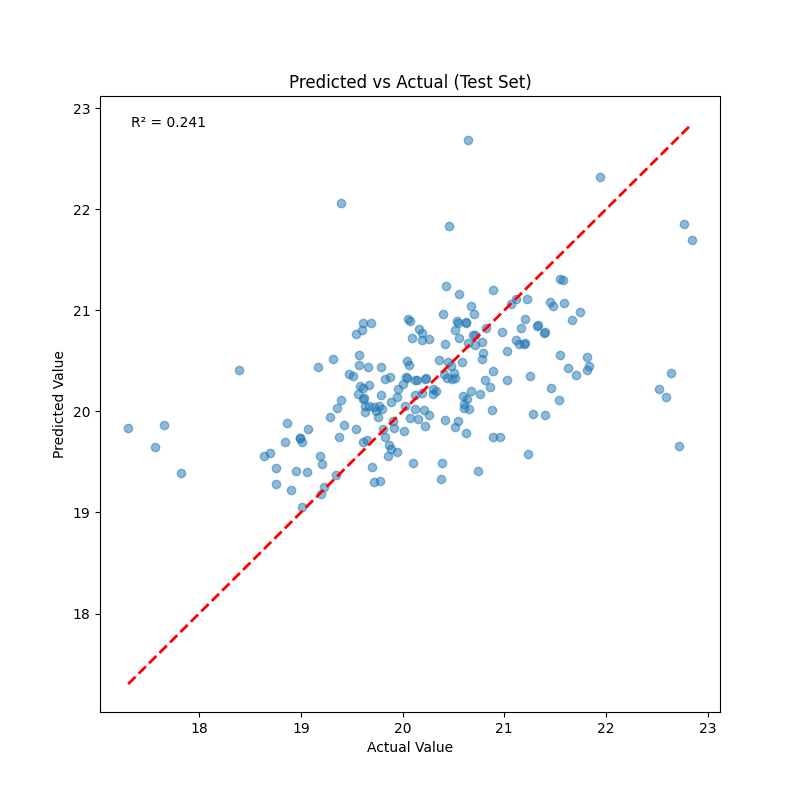 Predicted vs Actual (Test Set)
R² = 0.241
23
22
21
20
19
18
Predicted Value
18 19 20 21 22 23
Actual Value